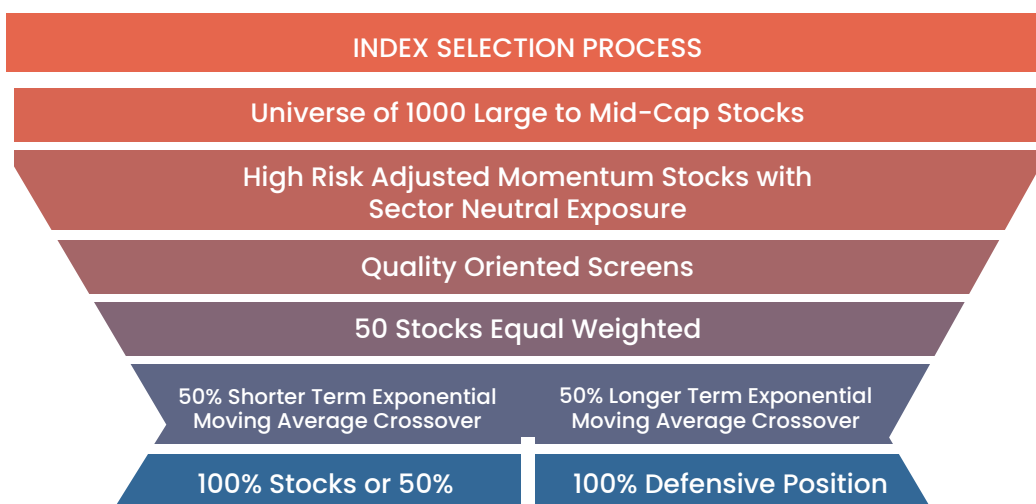 INDEX SELECTION PROCESS
Universe of 1000 Large to Mid-Cap Stocks
High Risk Adjusted Momentum Stocks with
Sector Neutral Exposure
Quality Oriented Screens
50 Stocks Equal Weighted
50% Shorter Term Exponential
Moving Average Crossover
50% Longer Term Exponential
Moving Average Crossover
100% Stocks or 50%
100% Defensive Position